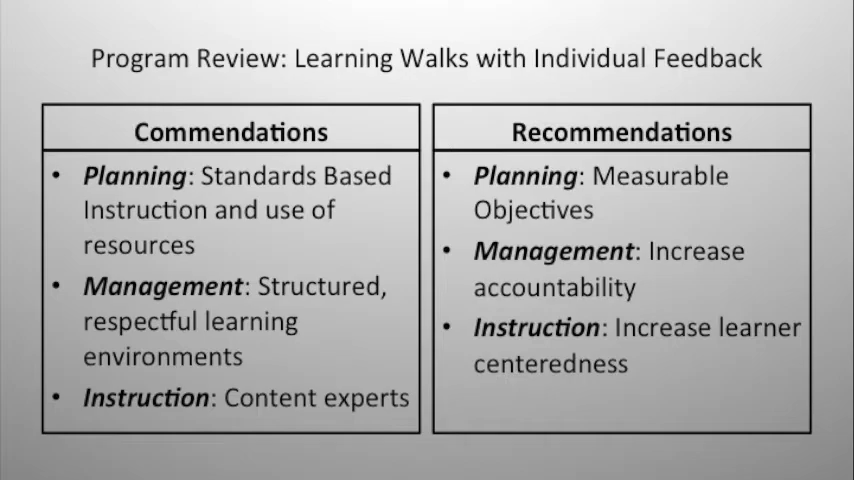 Program Review: Learning Walks with Individual Feedback
Commendations
• Planning: Standards Based
Instruction and use of
resources
• Management: Structured,
respectful learning
environments
• Instruction: Content experts
Recommendations
• Planning: Measurable
Objectives
• Management: Increase
accountability
• Instruction: Increase learner
centeredness